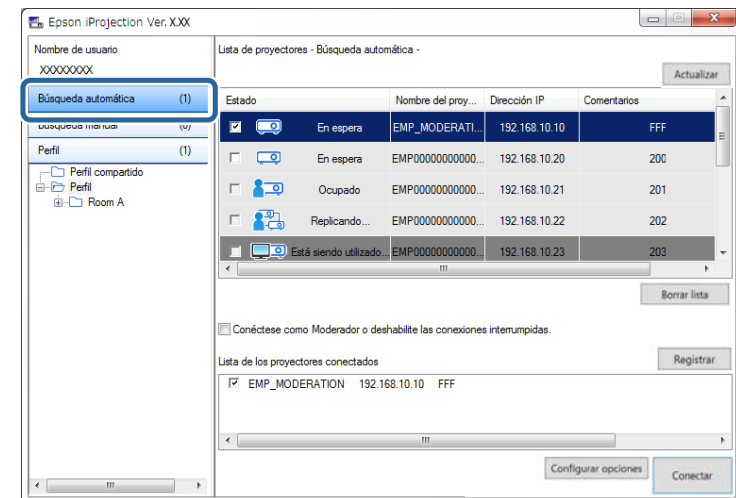 Epson iProjection Ver. X.XX
Nombre de usuario
XXXXXXXX
Búsqueda automática (1)
Búsqueda manual (0)
Perfil (1)
Perfil compartido
Perfil
Room A
Lista de proyectores - Búsqueda automática -
Actualizar
Estado Nombre del proy... Dirección IP Comentarios
En espera EMP_MODERATI... 192.168.10.10 FFF
En espera EMP00000000000... 192.168.10.20 200
Ocupado EMP00000000000... 192.168.10.21 201
Replicando... EMP00000000000... 192.168.10.22 202
Está siendo utilizado... EMP00000000000... 192.168.10.23 203
Borrar lista
Conéctese como Moderador o deshabilite las conexiones interrumpidas.
Lista de los proyectores conectados
Registrar
EMP_MODERATION 192.168.10.10 FFF
Configurar opciones
Conectar